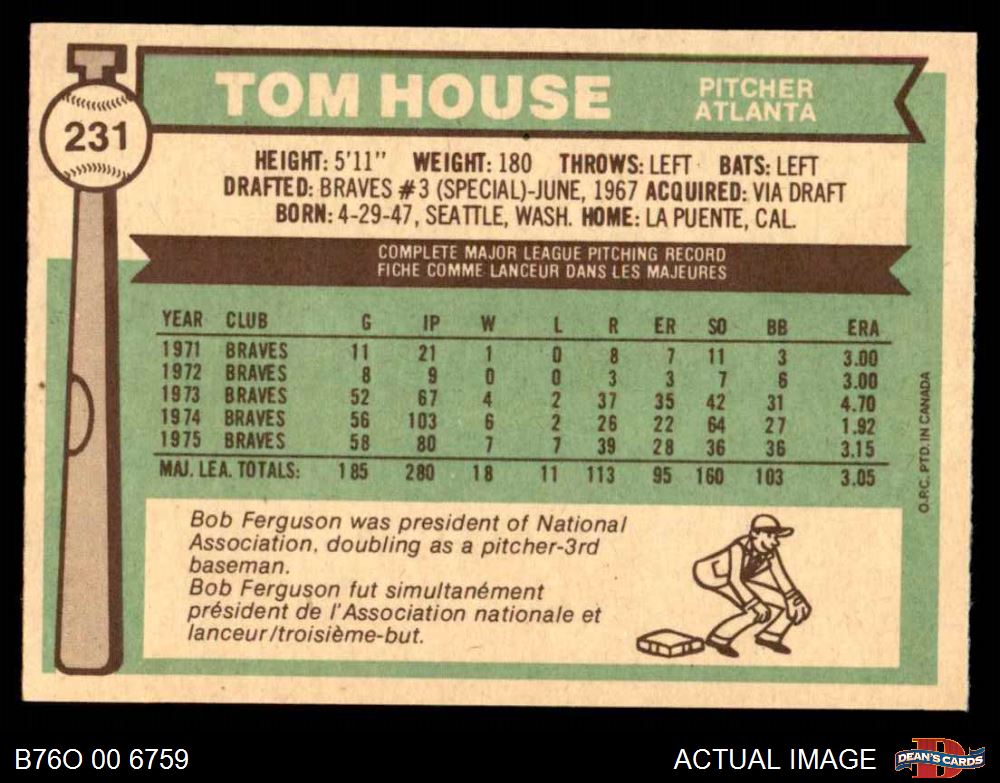 231
TOM HOUSE
PITCHER
ATLANTA
HEIGHT: 5'11" WEIGHT: 180 THROWS: LEFT BATS: LEFT
DRAFTED: BRAVES #3 (SPECIAL)-JUNE, 1967 ACQUIRED: VIA DRAFT
BORN: 4-29-47, SEATTLE, WASH. HOME: LA PUENTE, CAL.
COMPLETE MAJOR LEAGUE PITCHING RECORD
FICHE COMME LANCEUR DANS LES MAJEURES
YEAR CLUB G IP W L R ER SO BB ERA
1971 BRAVES 11 21 1 0 8 7 11 3 3.00
1972 BRAVES 8 9 0 0 3 3 7 6 3.00
1973 BRAVES 52 67 4 2 37 35 42 31 4.70
1974 BRAVES 56 103 6 2 26 22 64 27 1.92
1975 BRAVES 58 80 7 7 39 28 36 36 3.15
MAJ. LEA. TOTALS: 185 280 18 11 113 95 160 103 3.05
O.P.C. PTD. IN CANADA
Bob Ferguson was president of National
Association, doubling as a pitcher-3rd
baseman.
Bob Ferguson fut simultanément
président de l'Association nationale et
lanceur/troisième-but.
B76O 00 6759
ACTUAL IMAGE
DEAN'S CARDS